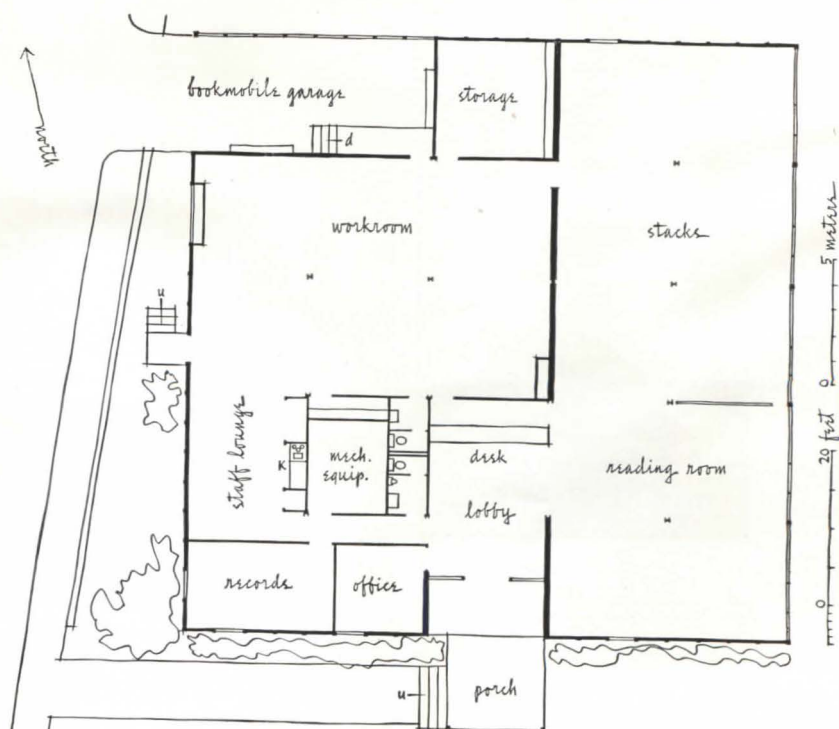 north
bookmobile garage
storage
d
workroom
stacks
u
5 meters
0
staff lounge
K
mech.
equip.
desk
lobby
reading room
20 feet
0
records
office
u
porch